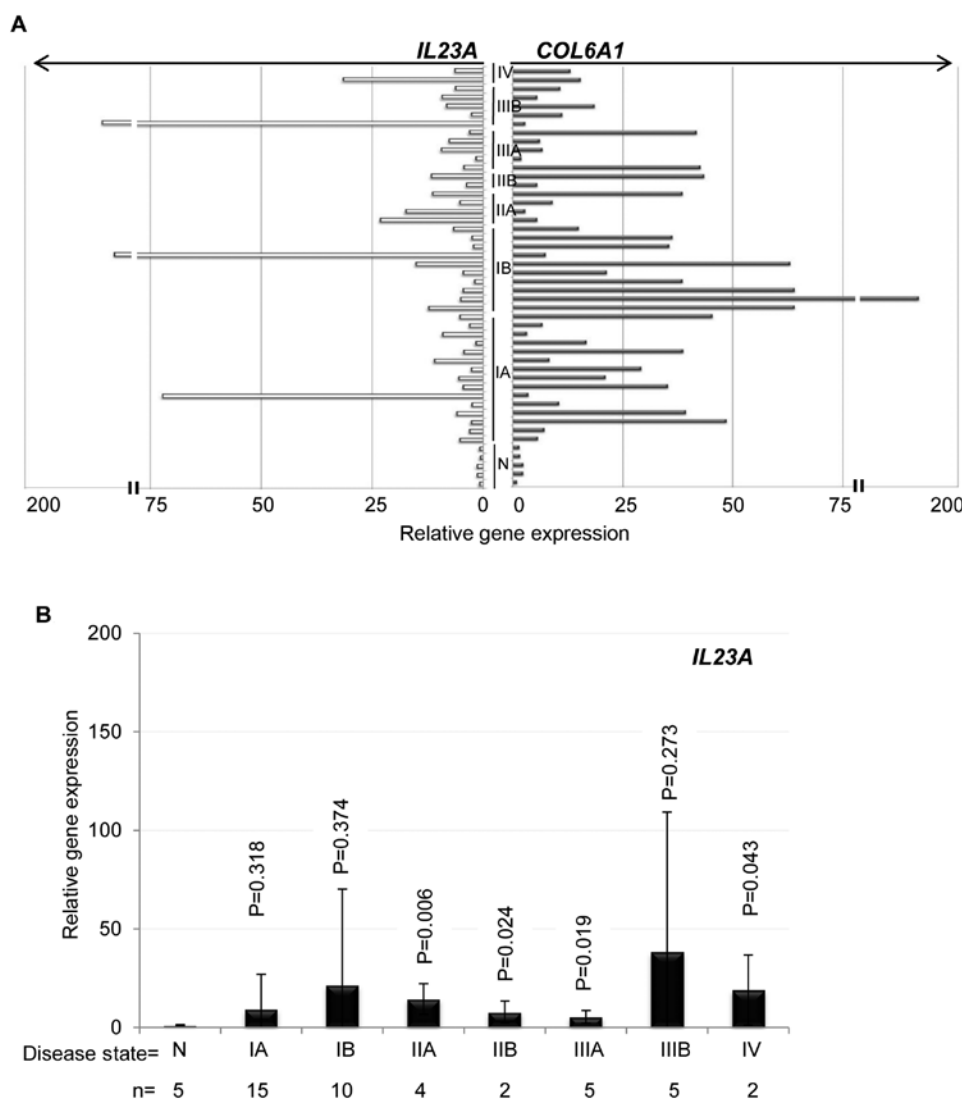 A
IL23A COL6A1
IV
IIIB
IIIA
IIB
IIA
IB
IA
N
200 75 50 25 0 0 25 50 75 200
Relative gene expression
B
IL23A
Relative gene expression
200
150
100
50
0
P=0.318
P=0.374
P=0.006
P=0.024
P=0.019
P=0.273
P=0.043
Disease state= N IA IB IIA IIB IIIA IIIB IV
n= 5 15 10 4 2 5 5 2